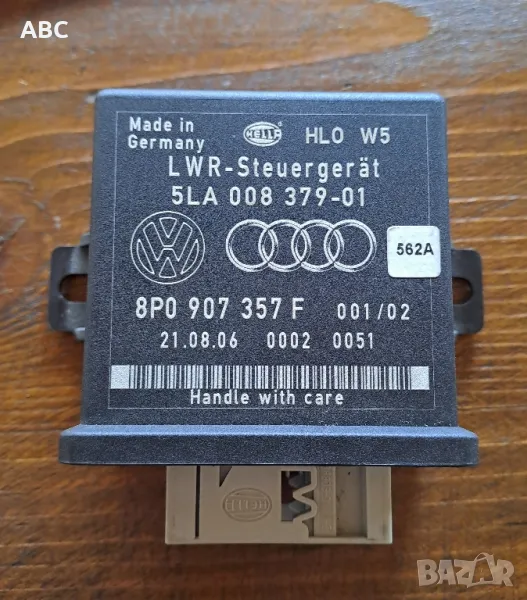 ABC
Made in
Germany
HELLA
HLO W5
LWR-Steuergerät
5LA 008 379-01
562A
8P0 907 357 F 001/02
21.08.06 0002 0051
Handle with care
HELLA
BAZAR